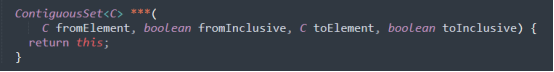 ContiguousSet<C> ***(
C fromElement, boolean fromInclusive, C toElement, boolean toInclusive) {
return this;
}